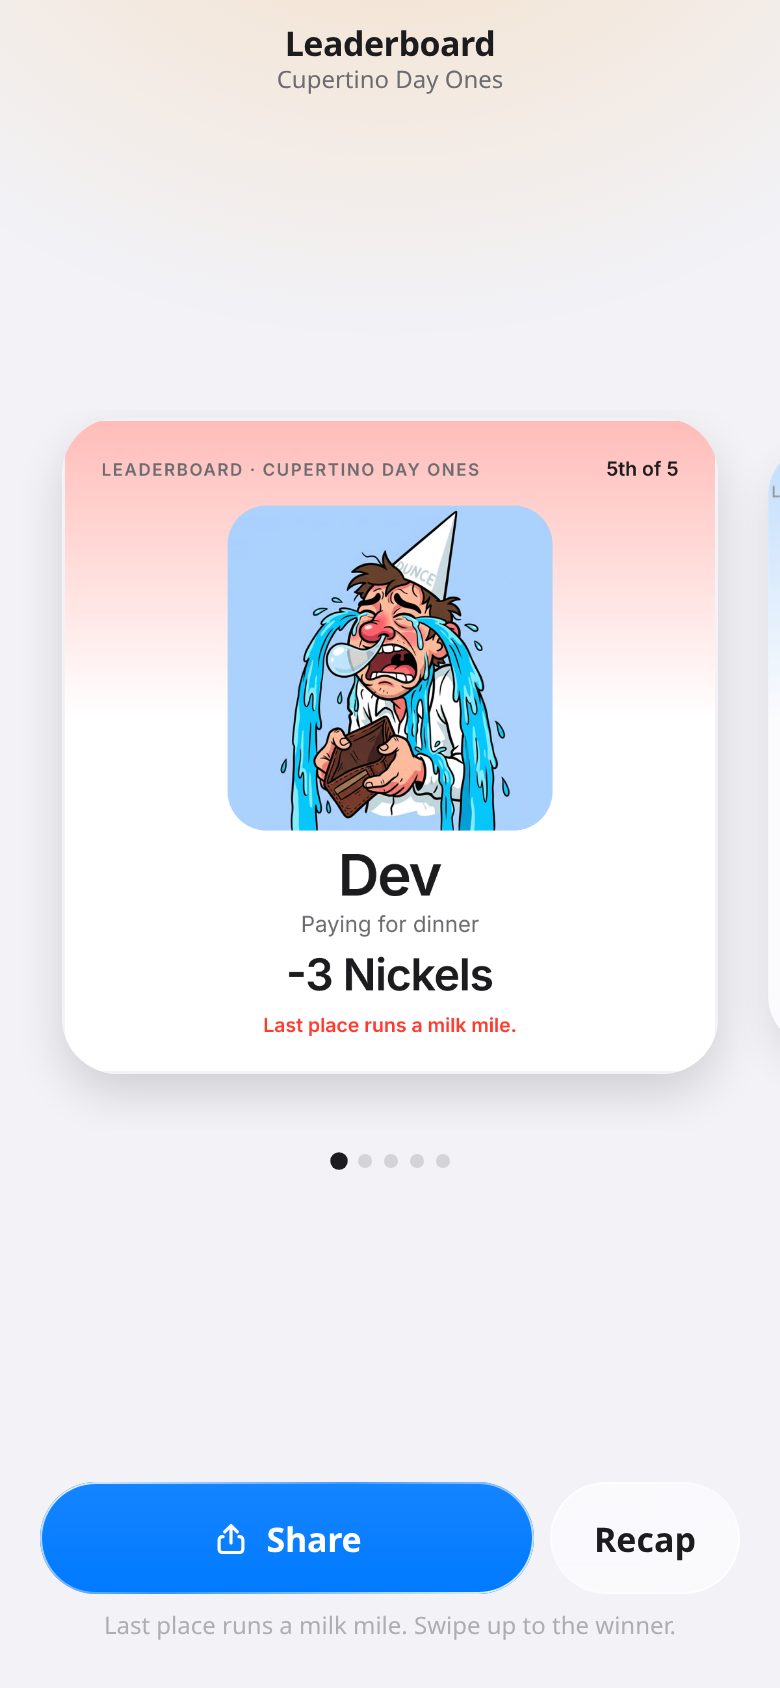 Leaderboard
Cupertino Day Ones
LEADERBOARD · CUPERTINO DAY ONES
5th of 5
Dev
Paying for dinner
-3 Nickels
Last place runs a milk mile.
Share
Recap
Last place runs a milk mile. Swipe up to the winner.